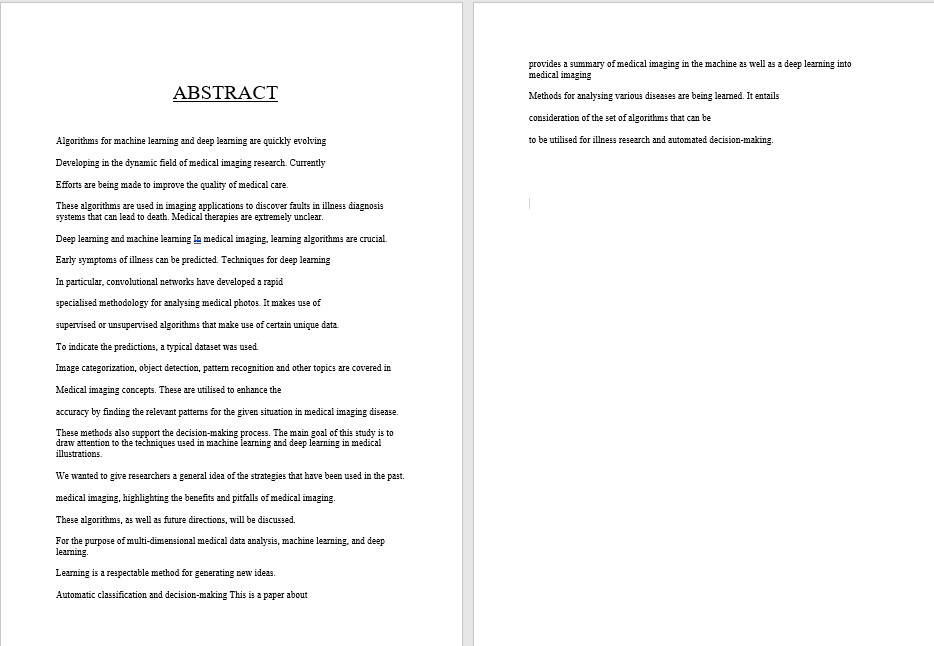 ABSTRACT
Algorithms for machine learning and deep learning are quickly evolving
Developing in the dynamic field of medical imaging research. Currently
Efforts are being made to improve the quality of medical care.
These algorithms are used in imaging applications to discover faults in illness diagnosis
systems that can lead to death. Medical therapies are extremely unclear.
Deep learning and machine learning In medical imaging, learning algorithms are crucial.
Early symptoms of illness can be predicted. Techniques for deep learning
In particular, convolutional networks have developed a rapid
specialised methodology for analysing medical photos. It makes use of
supervised or unsupervised algorithms that make use of certain unique data.
To indicate the predictions, a typical dataset was used.
Image categorization, object detection, pattern recognition and other topics are covered in
Medical imaging concepts. These are utilised to enhance the
accuracy by finding the relevant patterns for the given situation in medical imaging disease.
These methods also support the decision-making process. The main goal of this study is to
draw attention to the techniques used in machine learning and deep learning in medical
illustrations.
We wanted to give researchers a general idea of the strategies that have been used in the past.
medical imaging, highlighting the benefits and pitfalls of medical imaging.
These algorithms, as well as future directions, will be discussed.
For the purpose of multi-dimensional medical data analysis, machine learning, and deep
learning.
Learning is a respectable method for generating new ideas.
Automatic classification and decision-making This is a paper about
provides a summary of medical imaging in the machine as well as a deep learning into
medical imaging
Methods for analysing various diseases are being learned. It entails
consideration of the set of algorithms that can be
to be utilised for illness research and automated decision-making.